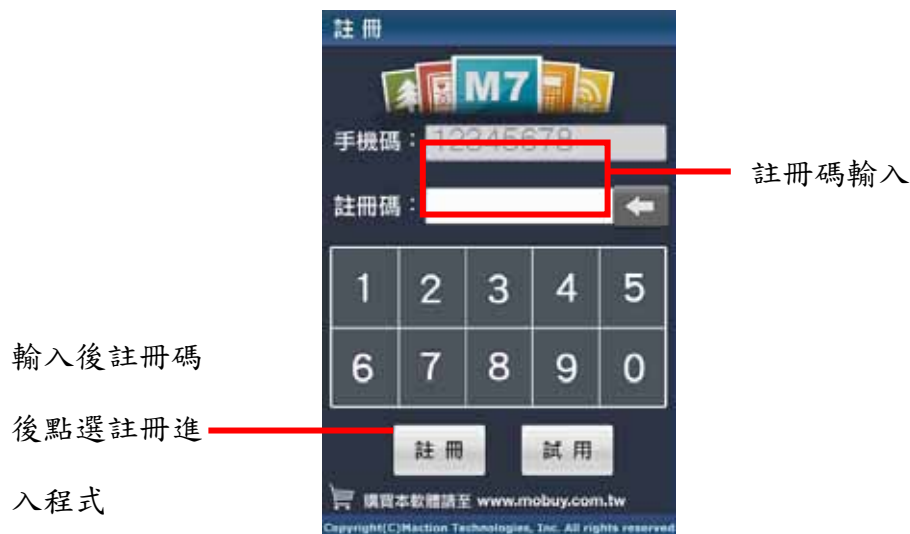 註 冊
M7
手機碼：12345678
註冊碼輸入
註冊碼：
1 2 3 4 5
6 7 8 9 0
輸入後註冊碼
後點選註冊進
入程式
註 冊 試 用
購買本軟體請至 www.mobuy.com.tw
Copyright(C)Maction Technologies, Inc. All rights reserved